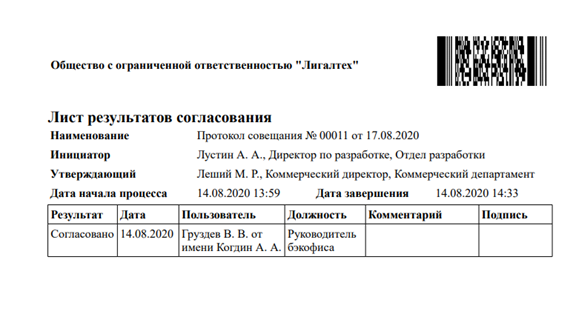 Общество с ограниченной ответственностью "Лигалтех"
Лист результатов согласования
Наименование Протокол совещания № 00011 от 17.08.2020
Инициатор Лустин А. А., Директор по разработке, Отдел разработки
Утверждающий Леший М. Р., Коммерческий директор, Коммерческий департамент
Дата начала процесса 14.08.2020 13:59 Дата завершения 14.08.2020 14:33
Результат Дата Пользователь Должность Комментарий Подпись
Согласовано 14.08.2020 Груздев В. В. от Руководитель
имени Когдин А. А. бэкофиса